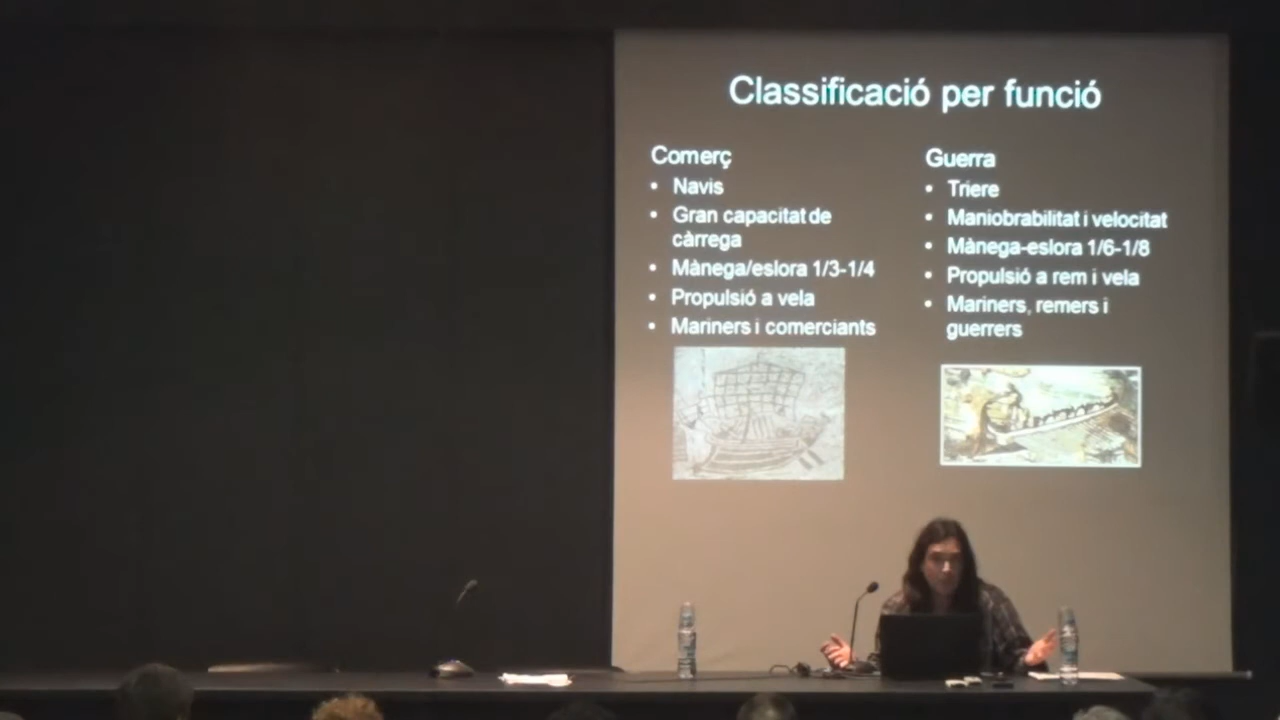 Classificació per funció
Comerç
• Navis
• Gran capacitat de
càrrega
• Mànega/eslora 1/3-1/4
• Propulsió a vela
• Mariners i comerciants
Guerra
• Triere
• Maniobrabilitat i velocitat
• Mànega-eslora 1/6-1/8
• Propulsió a rem i vela
• Mariners, remers i
guerrers